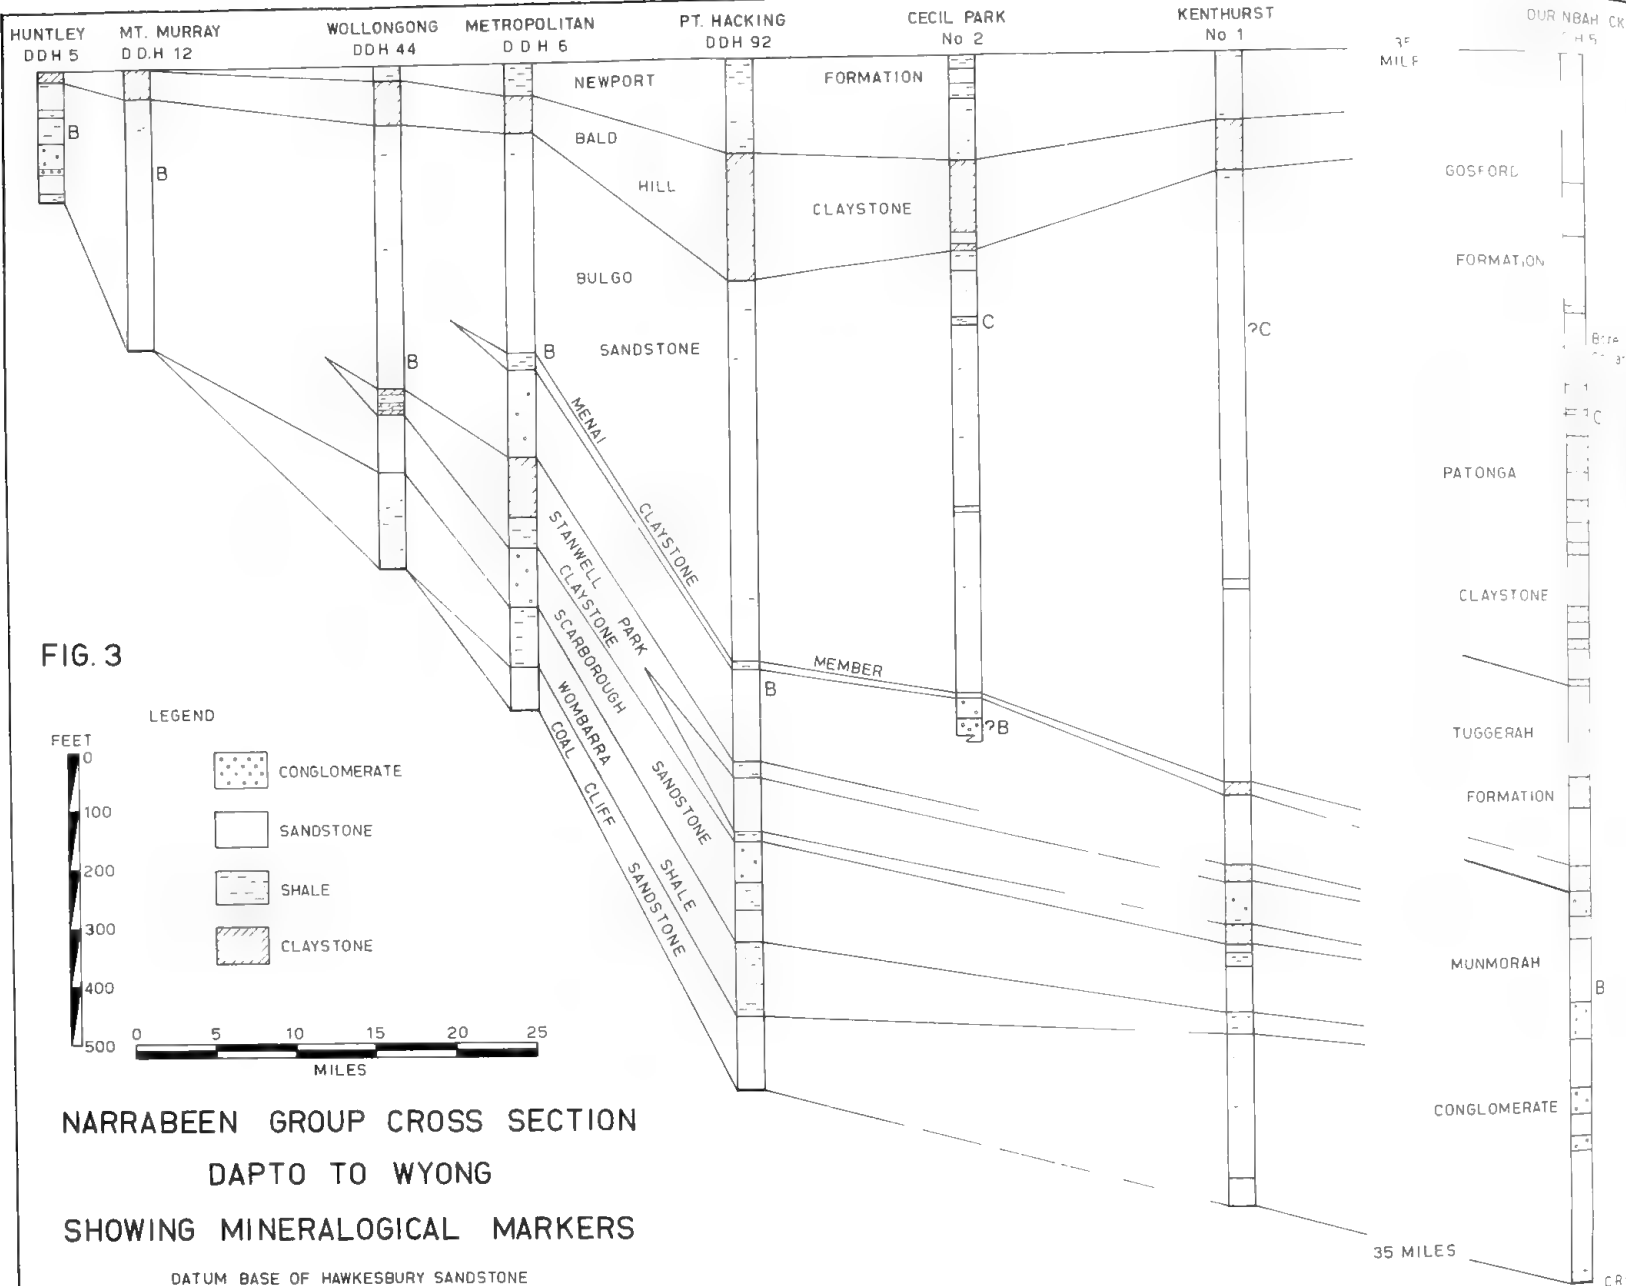 HUNTLEY
DDH 5
MT. MURRAY
D.D.H 12
WOLLONGONG
DDH 44
METROPOLITAN
D D H 6
PT. HACKING
DDH 92
CECIL PARK
No 2
KENTHURST
No 1
NEWPORT FORMATION
BALD HILL CLAYSTONE
BULGO SANDSTONE
B
B
B
B
B
C
?B
?C
C
B
MENAI CLAYSTONE MEMBER
STANWELL PARK
CLAYSTONE
SCARBOROUGH SANDSTONE
WOMBARRA SHALE
COAL CLIFF SANDSTONE
GOSFORD
FORMATION
PATONGA
CLAYSTONE
TUGGERAH
FORMATION
MUNMORAH
CONGLOMERATE
35 MILES
FIG. 3
LEGEND
CONGLOMERATE
SANDSTONE
SHALE
CLAYSTONE
FEET
0
100
200
300
400
500
0 5 10 15 20 25
MILES
NARRABEEN GROUP CROSS SECTION
DAPTO TO WYONG
SHOWING MINERALOGICAL MARKERS
DATUM BASE OF HAWKESBURY SANDSTONE